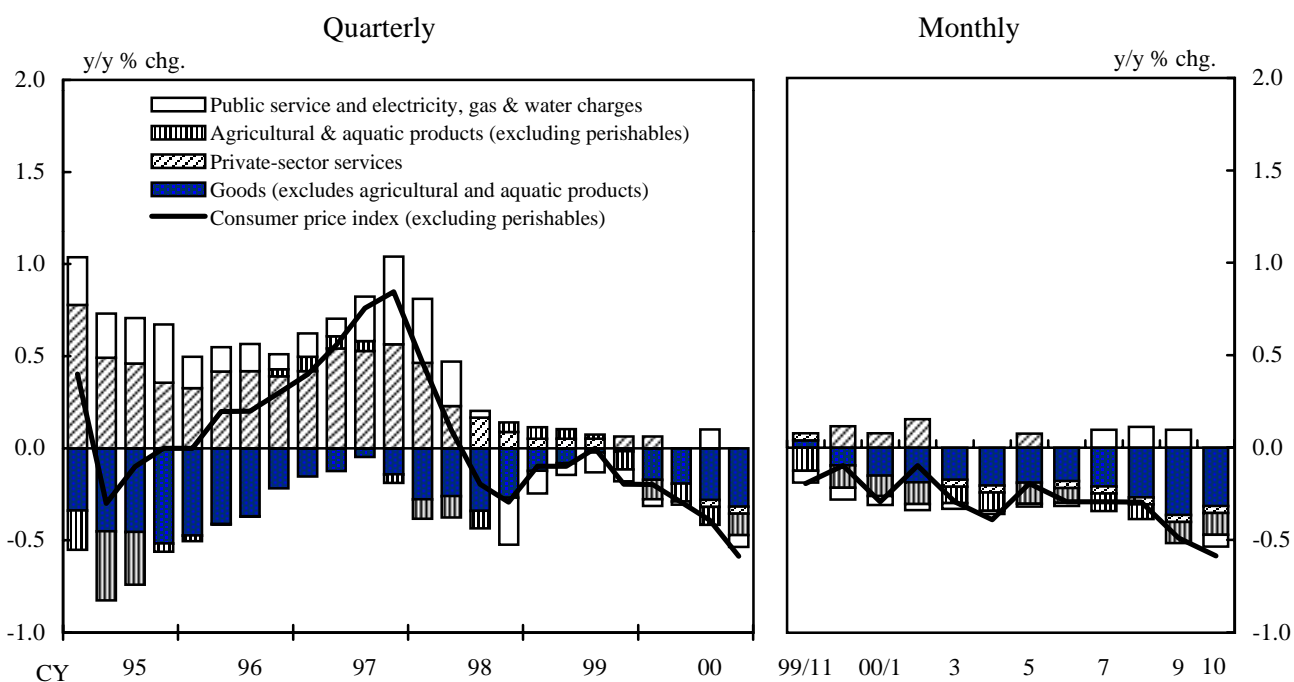 Quarterly
y/y % chg.
2.0
1.5
1.0
0.5
0.0
-0.5
-1.0
Public service and electricity, gas & water charges
Agricultural & aquatic products (excluding perishables)
Private-sector services
Goods (excludes agricultural and aquatic products)
Consumer price index (excluding perishables)
CY 95 96 97 98 99 00
Monthly
y/y % chg.
2.0
1.5
1.0
0.5
0.0
-0.5
-1.0
99/11 00/1 3 5 7 9 10